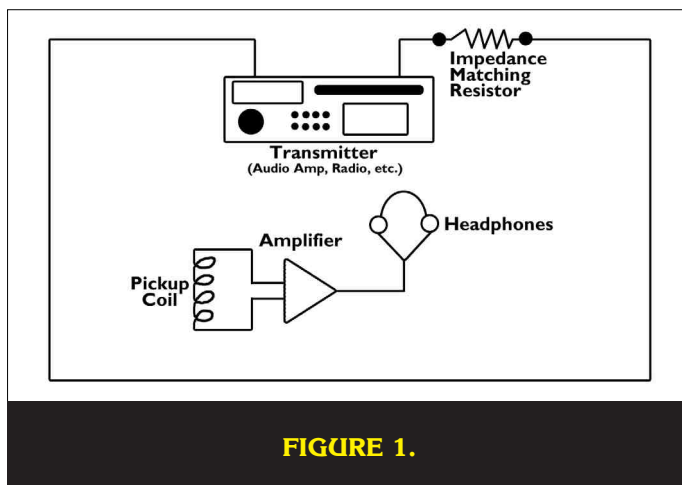 Impedance
Matching
Resistor
Transmitter
(Audio Amp, Radio, etc.)
Headphones
Amplifier
Pickup
Coil
FIGURE 1.